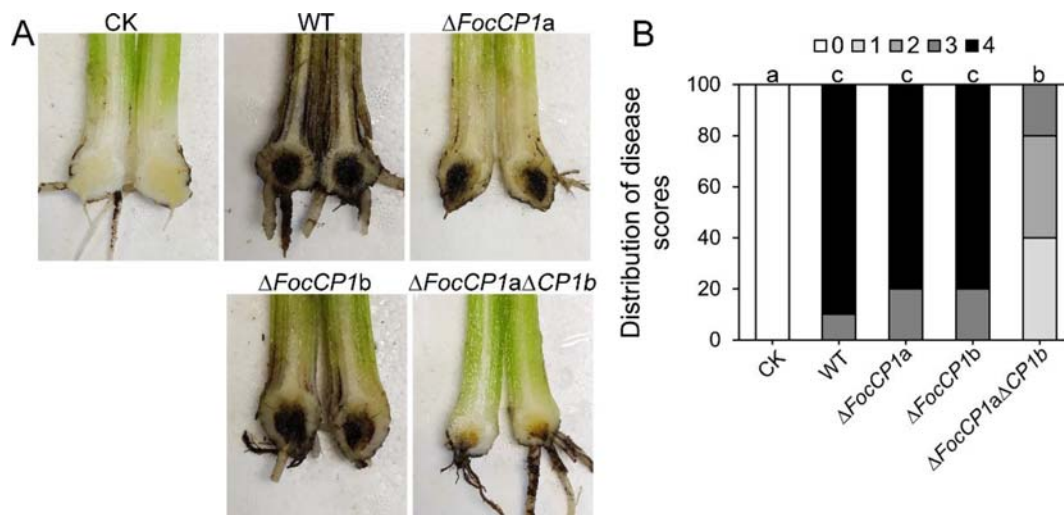 A
CK
WT
ΔFocCP1a
ΔFocCP1b
ΔFocCP1aΔCP1b
B
0 1 2 3 4
a c c c b
Distribution of disease
scores
100
80
60
40
20
0
CK
WT
ΔFocCP1a
ΔFocCP1b
ΔFocCP1aΔCP1b